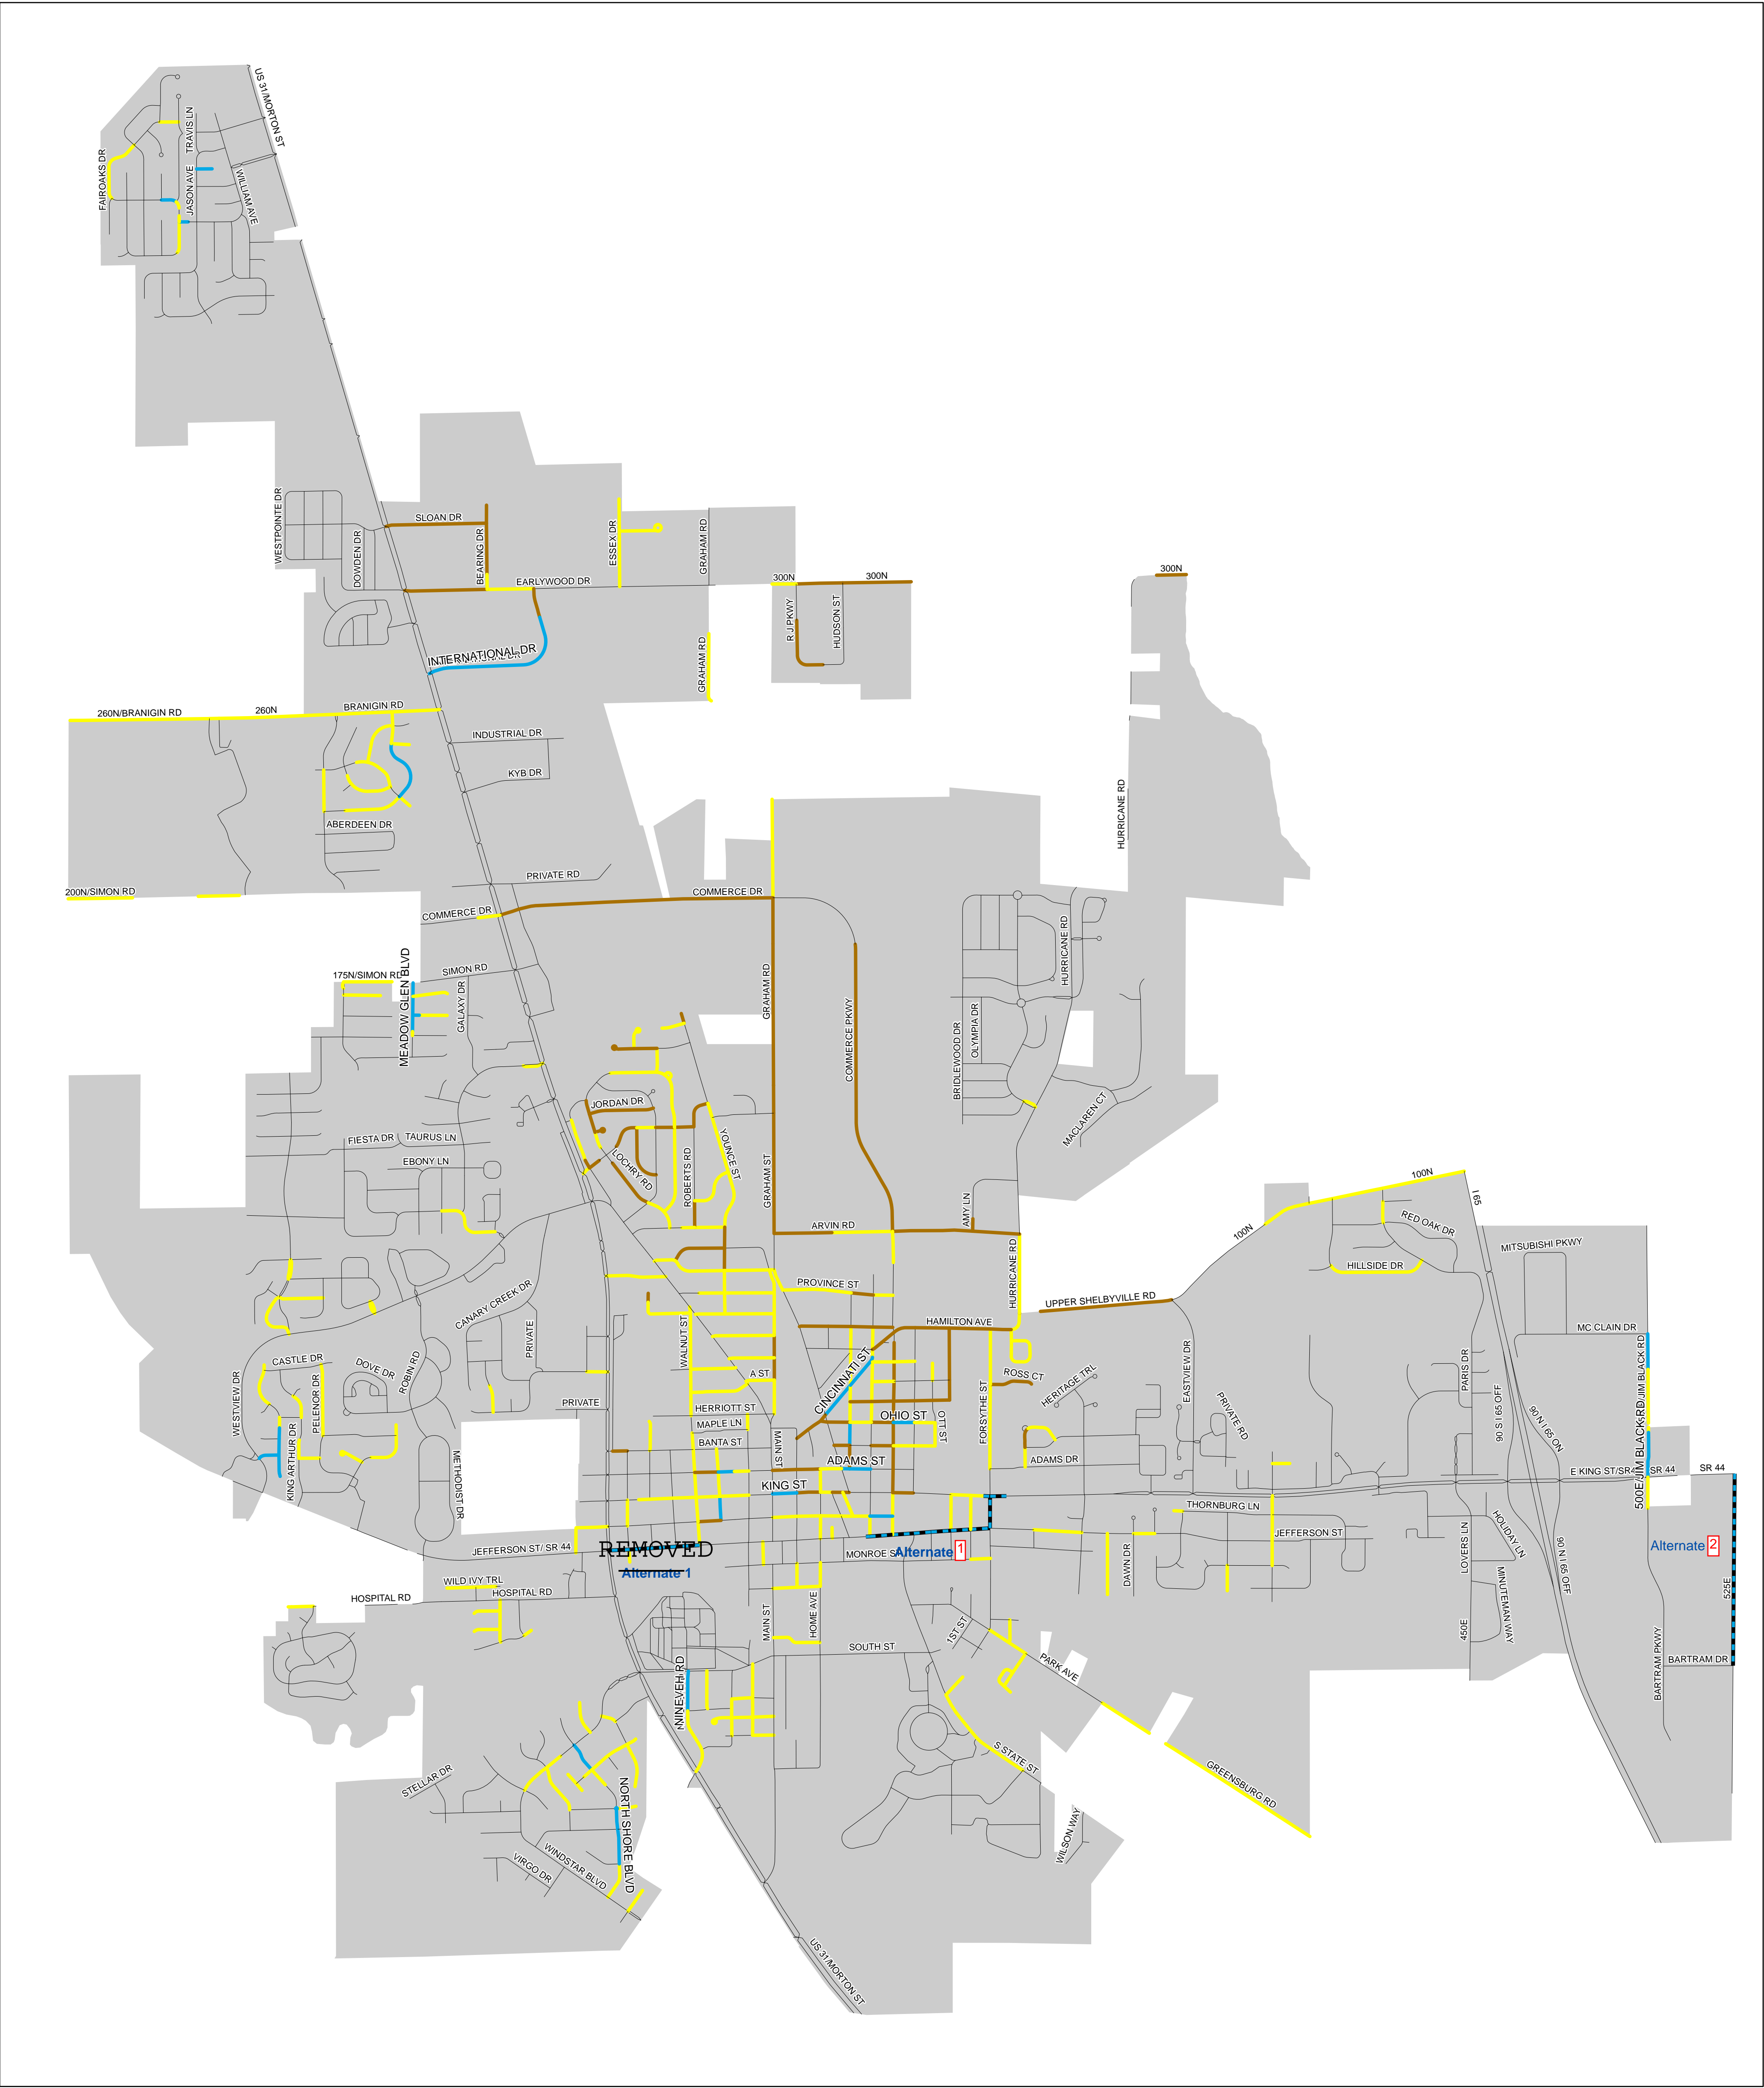 US 31/MORTON ST
TRAVIS LN
FAIROAKS DR
JASON AVE
WILLIAM AVE
WESTPOINTE DR
SLOAN DR
DOWDEN DR
BEARING DR
ESSEX DR
GRAHAM RD
EARLYWOOD DR
300N
300N
300N
R J PKWY
HUDSON ST
INTERNATIONAL DR
GRAHAM RD
260N/BRANIGIN RD
260N
BRANIGIN RD
INDUSTRIAL DR
KYB DR
HURRICANE RD
ABERDEEN DR
PRIVATE RD
200N/SIMON RD
COMMERCE DR
COMMERCE DR
175N/SIMON RD
MEADOW GLEN BLVD
SIMON RD
GALAXY DR
GRAHAM RD
COMMERCE PKWY
HURRICANE RD
BRIDLEWOOD DR
OLYMPIA DR
MACLAREN CT
JORDAN DR
FIESTA DR
TAURUS LN
EBONY LN
LOCHRY RD
ROBERTS RD
YOUNCE ST
GRAHAM ST
AMY LN
ARVIN RD
100N
100N
I 65
RED OAK DR
MITSUBISHI PKWY
HILLSIDE DR
HURRICANE RD
PROVINCE ST
UPPER SHELBYVILLE RD
CANARY CREEK DR
PRIVATE
HAMILTON AVE
WALNUT ST
MC CLAIN DR
CASTLE DR
DOVE DR
ROBIN RD
WESTVIEW DR
PELENOR DR
KING ARTHUR DR
A ST
CINCINNATI ST
ROSS CT
HERITAGE TRL
EASTVIEW DR
PRIVATE RD
PARIS DR
90 S I 65 OFF
90 N I 65 ON
500E/JIM BLACK RD
PRIVATE
HERRIOTT ST
MAPLE LN
BANTA ST
MAIN ST
OHIO ST
OTT ST
FORSYTHE ST
METHODIST DR
ADAMS ST
ADAMS DR
E KING ST/SR 44
SR 44
SR 44
KING ST
THORNBURG LN
JEFFERSON ST
JEFFERSON ST/ SR 44
REMOVED
Alternate 1
MONROE ST
Alternate 1
DAWN DR
LOVERS LN
HOLIDAY LN
90 N I 65 OFF
Alternate 2
525E
WILD IVY TRL
HOSPITAL RD
HOSPITAL RD
MAIN ST
HOME AVE
1ST ST
SOUTH ST
450E
MINUTEMAN WAY
BARTRAM PKWY
BARTRAM DR
NINEVEH RD
PARK AVE
S STATE ST
GREENSBURG RD
STELLAR DR
NORTH SHORE BLVD
WINDSTAR BLVD
VIRGO DR
WILSON WAY
US 31/MORTON ST